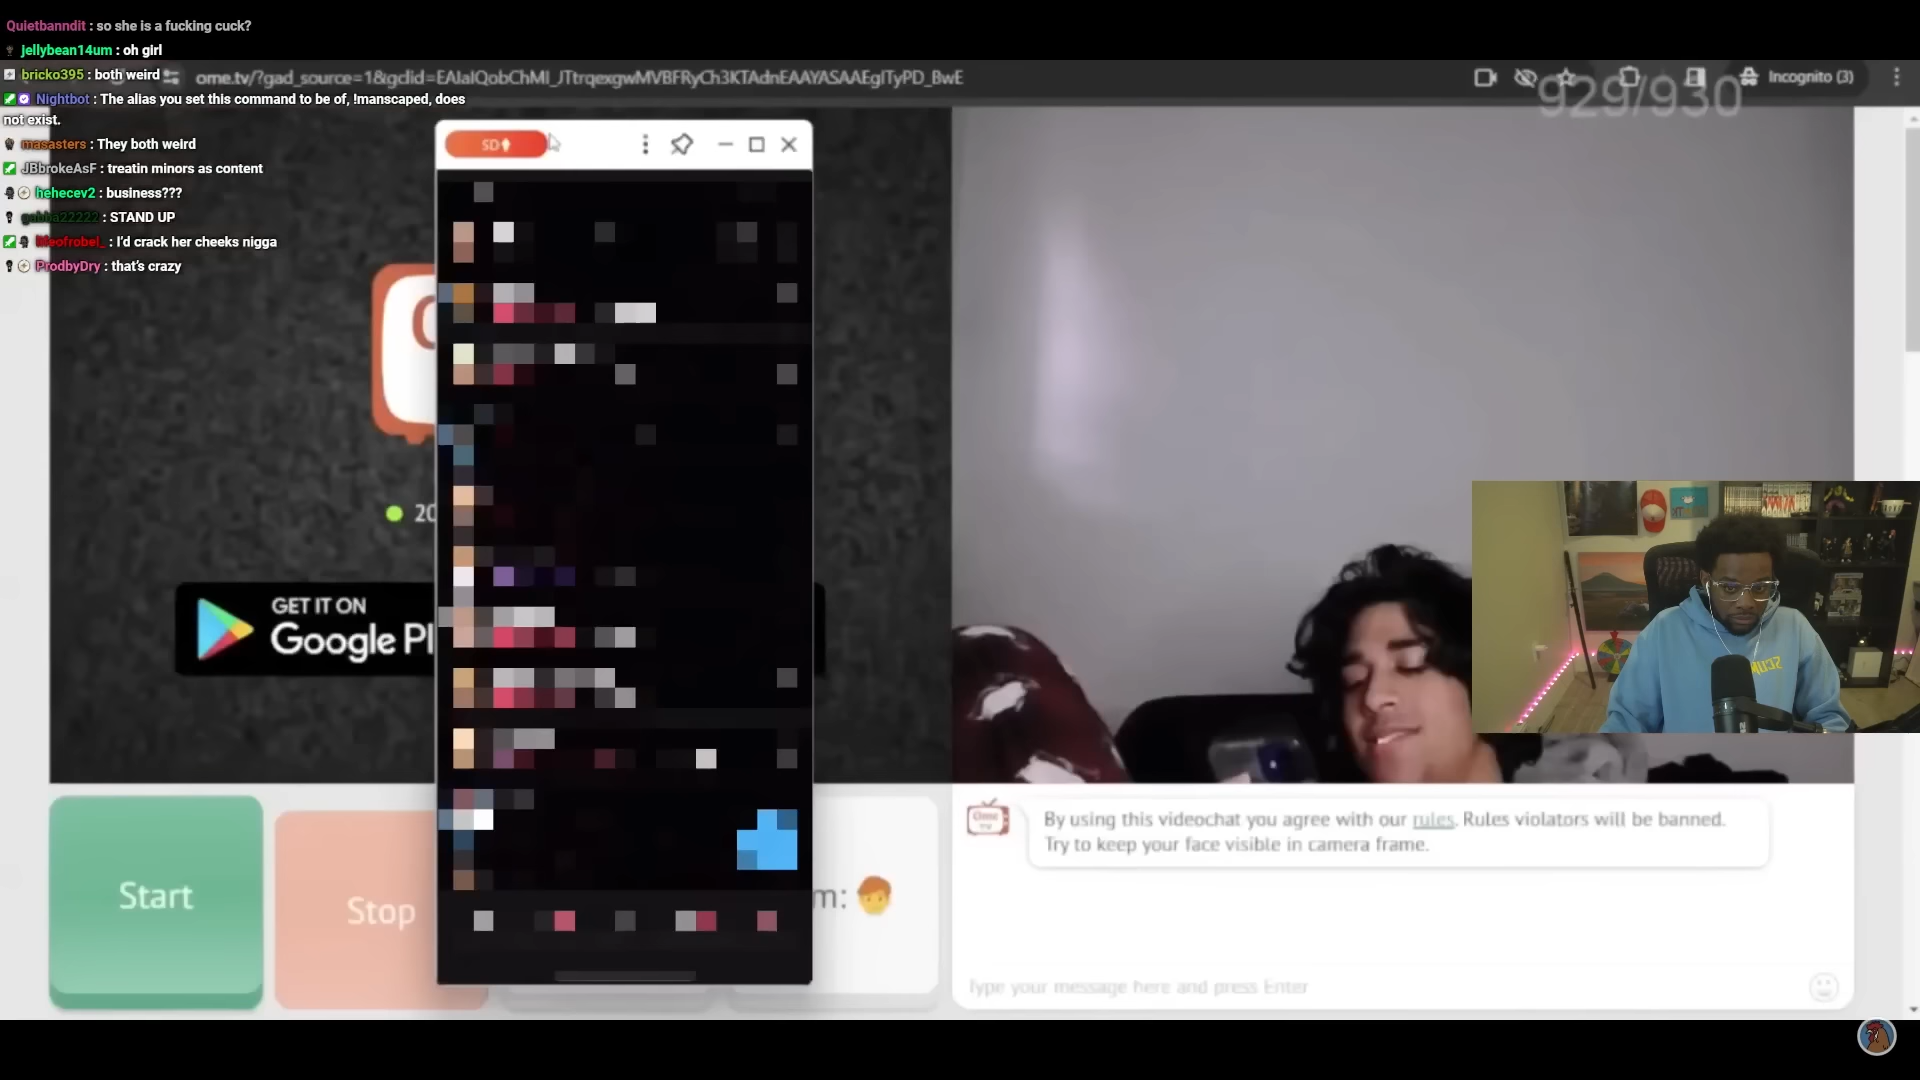 Quietbanndit : so she is a fucking cuck?
jellybean14um : oh girl
bricko395 : both weird
ome.tv/?gad_source=1&gclid=EAIaIQobChMI_JTtrqexgwMVBFRyCh3KTAdnEAAYASAAEgITyPD_BwE
Incognito (3)
929/930
Nightbot : The alias you set this command to be of, !manscaped, does
not exist.
masasters : They both weird
JBbrokeAsF : treatin minors as content
hehecev2 : business???
gabba22222 : STAND UP
: I'd crack her cheeks nigga
ProdbyDry : that's crazy
SD
20
GET IT ON
Google Pl
Start
Stop
m:
By using this videochat you agree with our rules. Rules violators will be banned.
Try to keep your face visible in camera frame.
Type your message here and press Enter